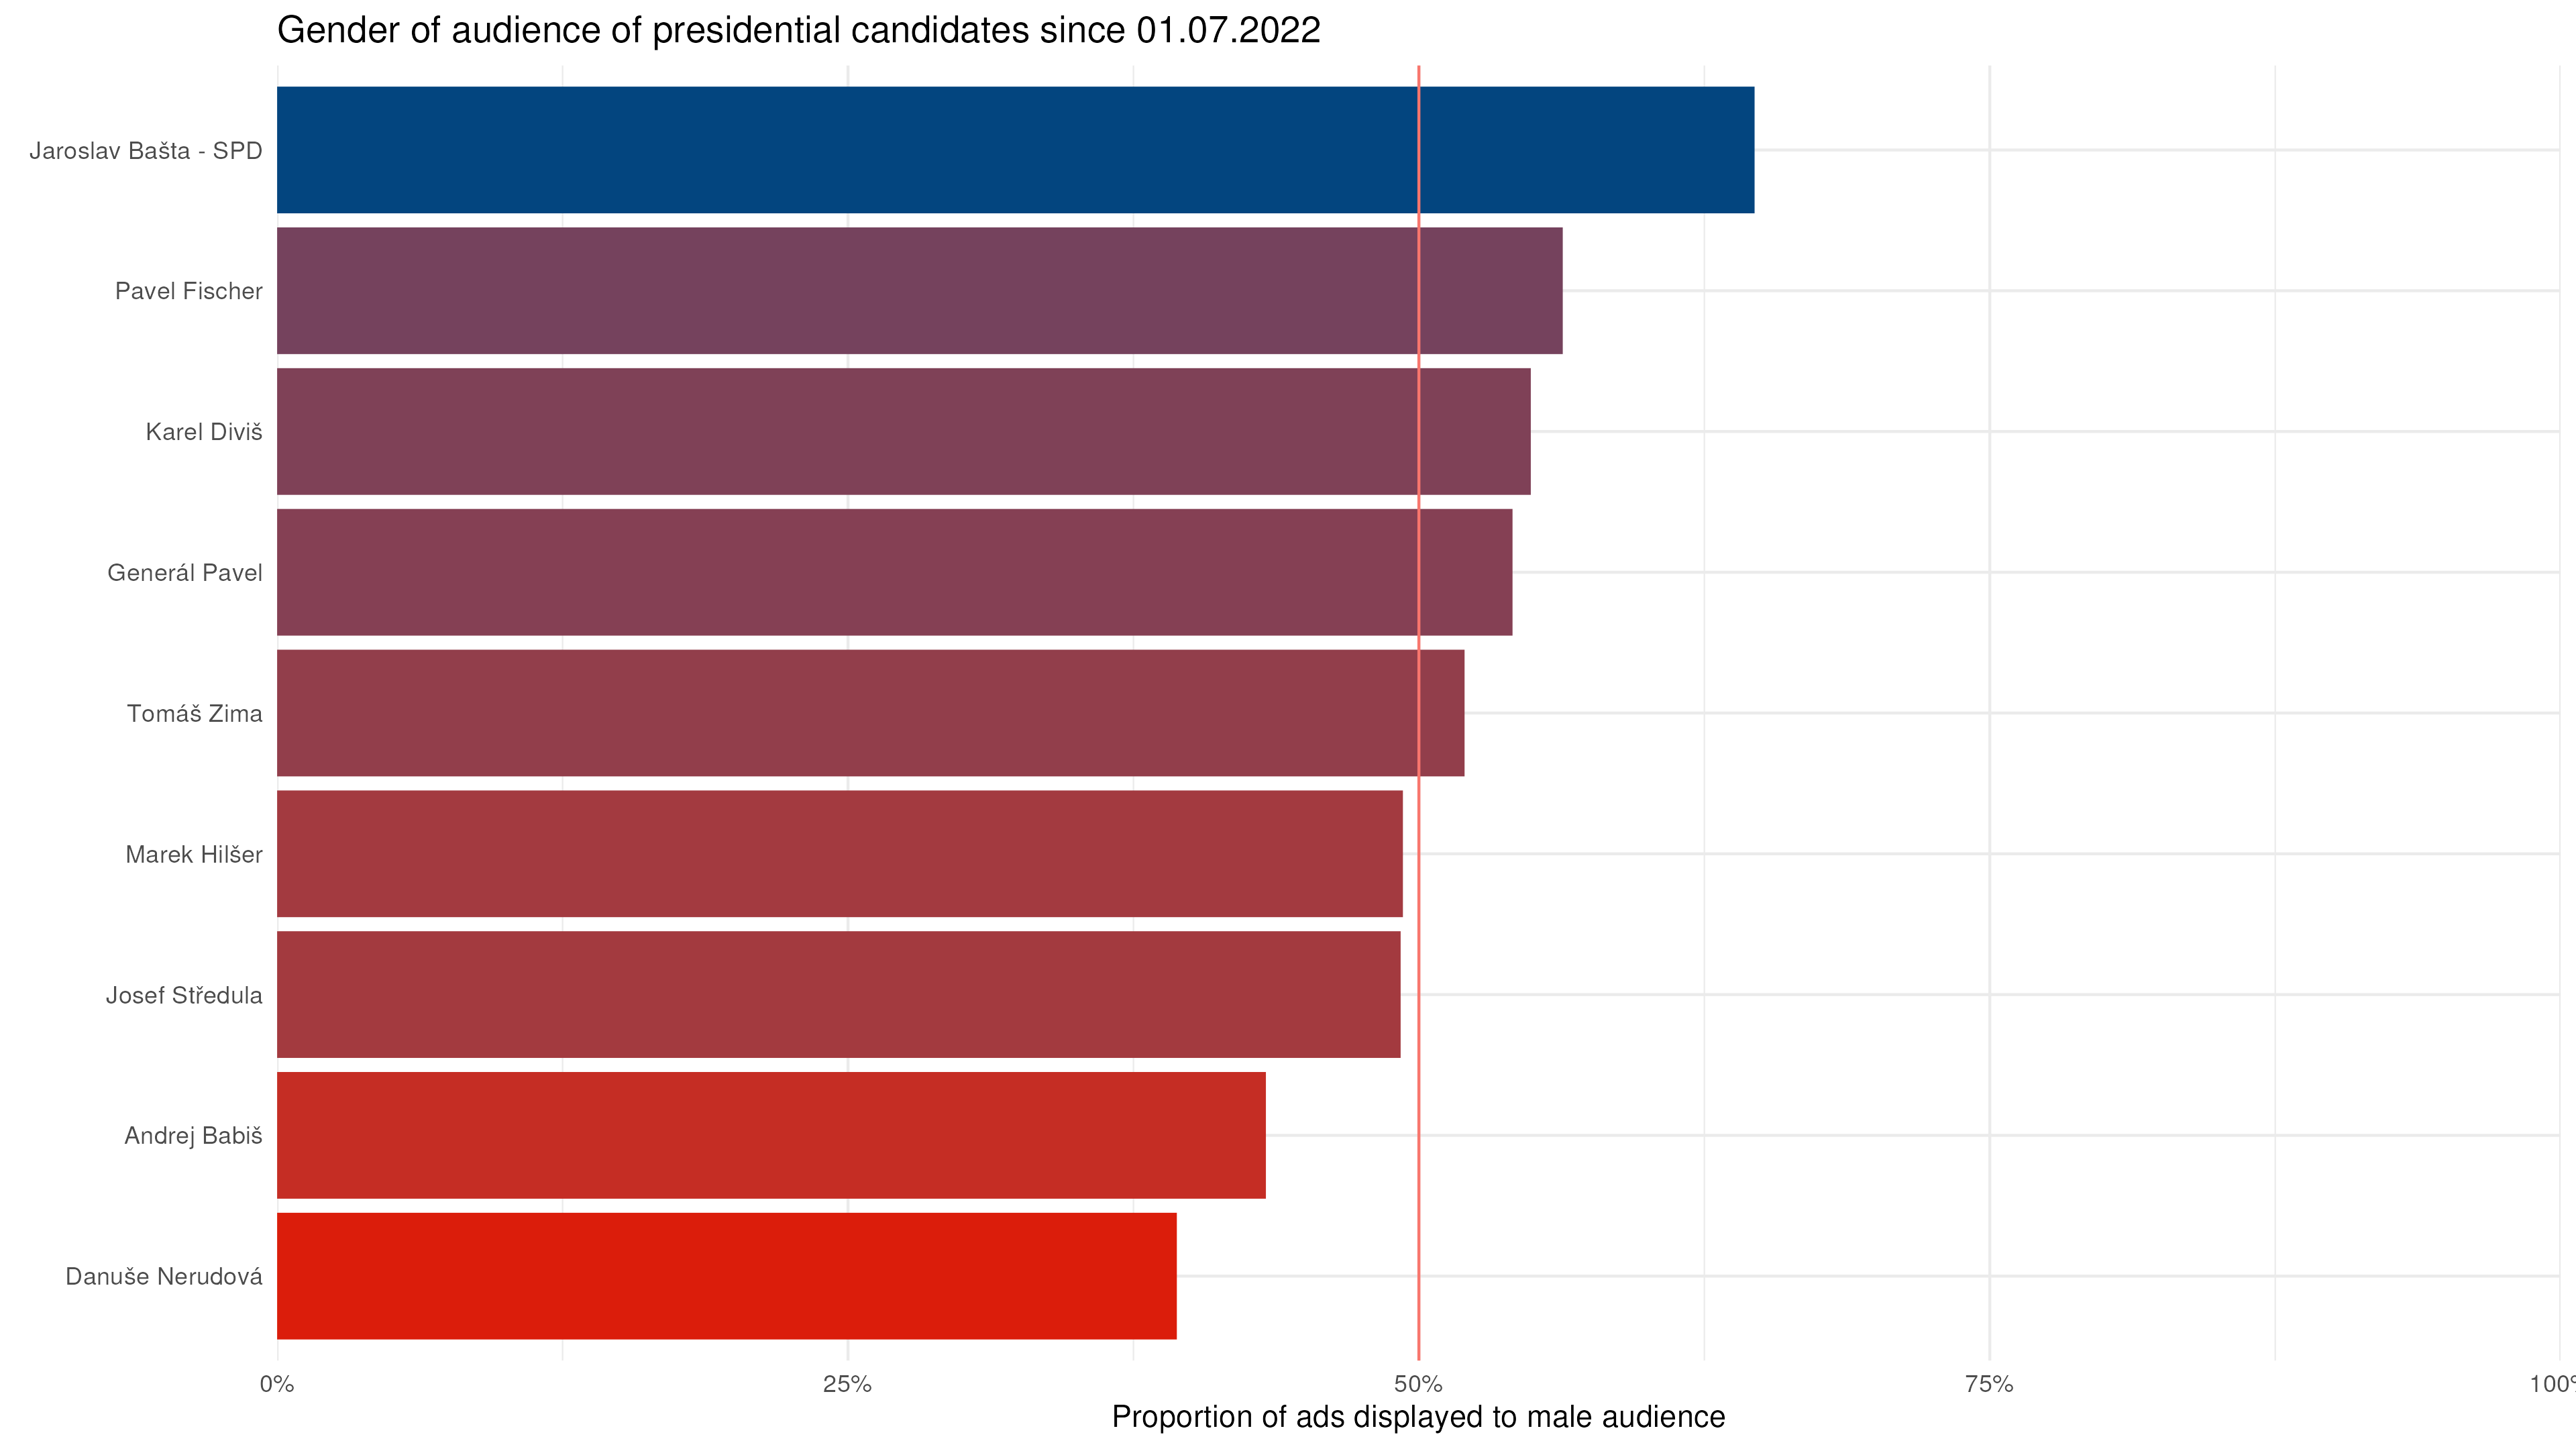 Gender of audience of presidential candidates since 01.07.2022
Jaroslav Bašta - SPD
Pavel Fischer
Karel Diviš
Generál Pavel
Tomáš Zima
Marek Hilšer
Josef Středula
Andrej Babiš
Danuše Nerudová
0% 25% 50% 75% 100%
Proportion of ads displayed to male audience